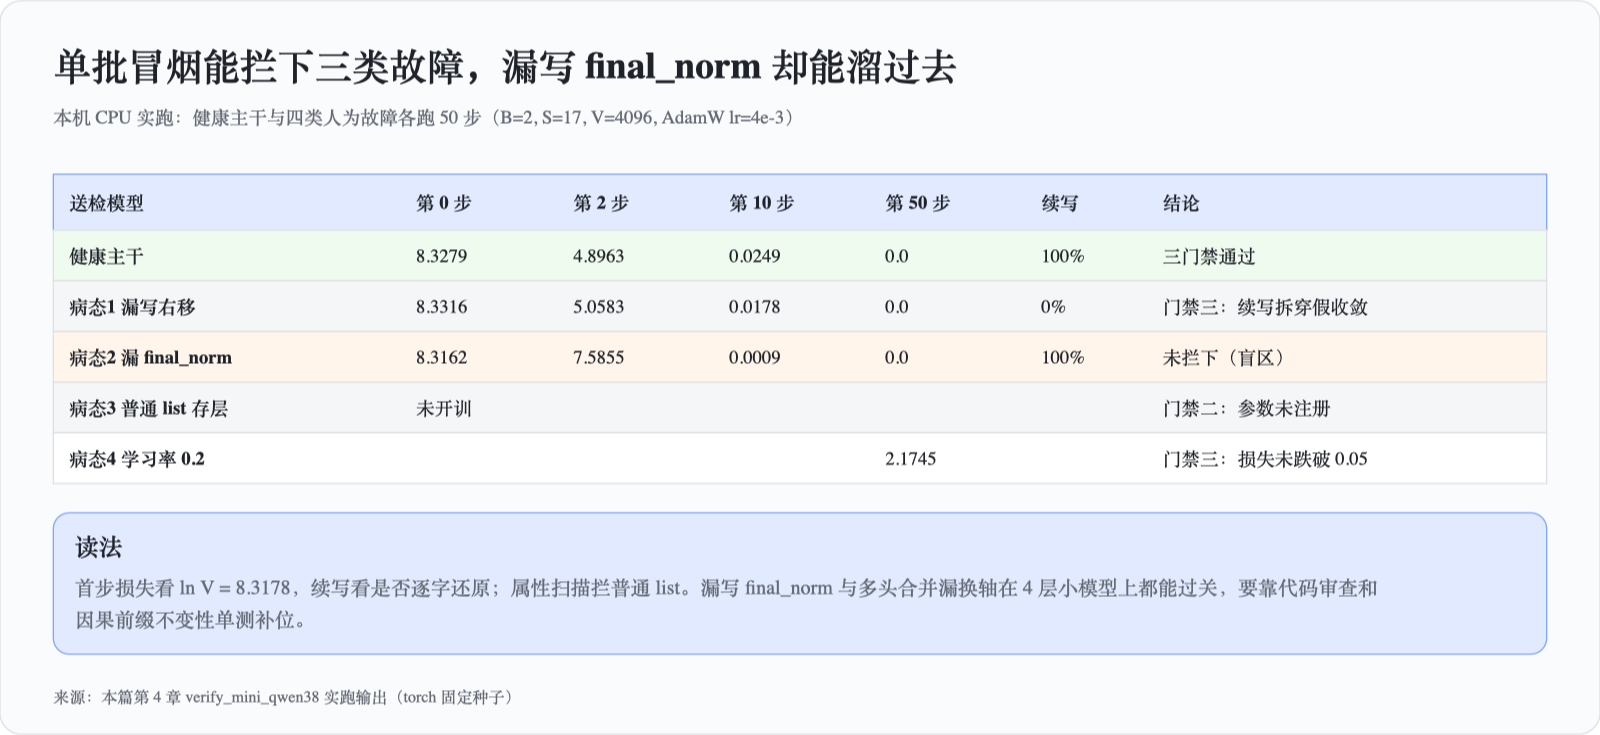 单批冒烟能拦下三类故障，漏写 final_norm 却能溜过去
本机 CPU 实跑：健康主干与四类人为故障各跑 50 步（B=2, S=17, V=4096, AdamW lr=4e-3）
送检模型 第 0 步 第 2 步 第 10 步 第 50 步 续写 结论
健康主干 8.3279 4.8963 0.0249 0.0 100% 三门禁通过
病态1 漏写右移 8.3316 5.0583 0.0178 0.0 0% 门禁三：续写拆穿假收敛
病态2 漏 final_norm 8.3162 7.5855 0.0009 0.0 100% 未拦下（盲区）
病态3 普通 list 存层 未开训 门禁二：参数未注册
病态4 学习率 0.2 2.1745 门禁三：损失未跌破 0.05
读法
首步损失看 ln V = 8.3178，续写看是否逐字还原；属性扫描拦普通 list。漏写 final_norm 与多头合并漏换轴在 4 层小模型上都能过关，要靠代码审查和
因果前缀不变性单测补位。
来源：本篇第 4 章 verify_mini_qwen38 实跑输出（torch 固定种子）